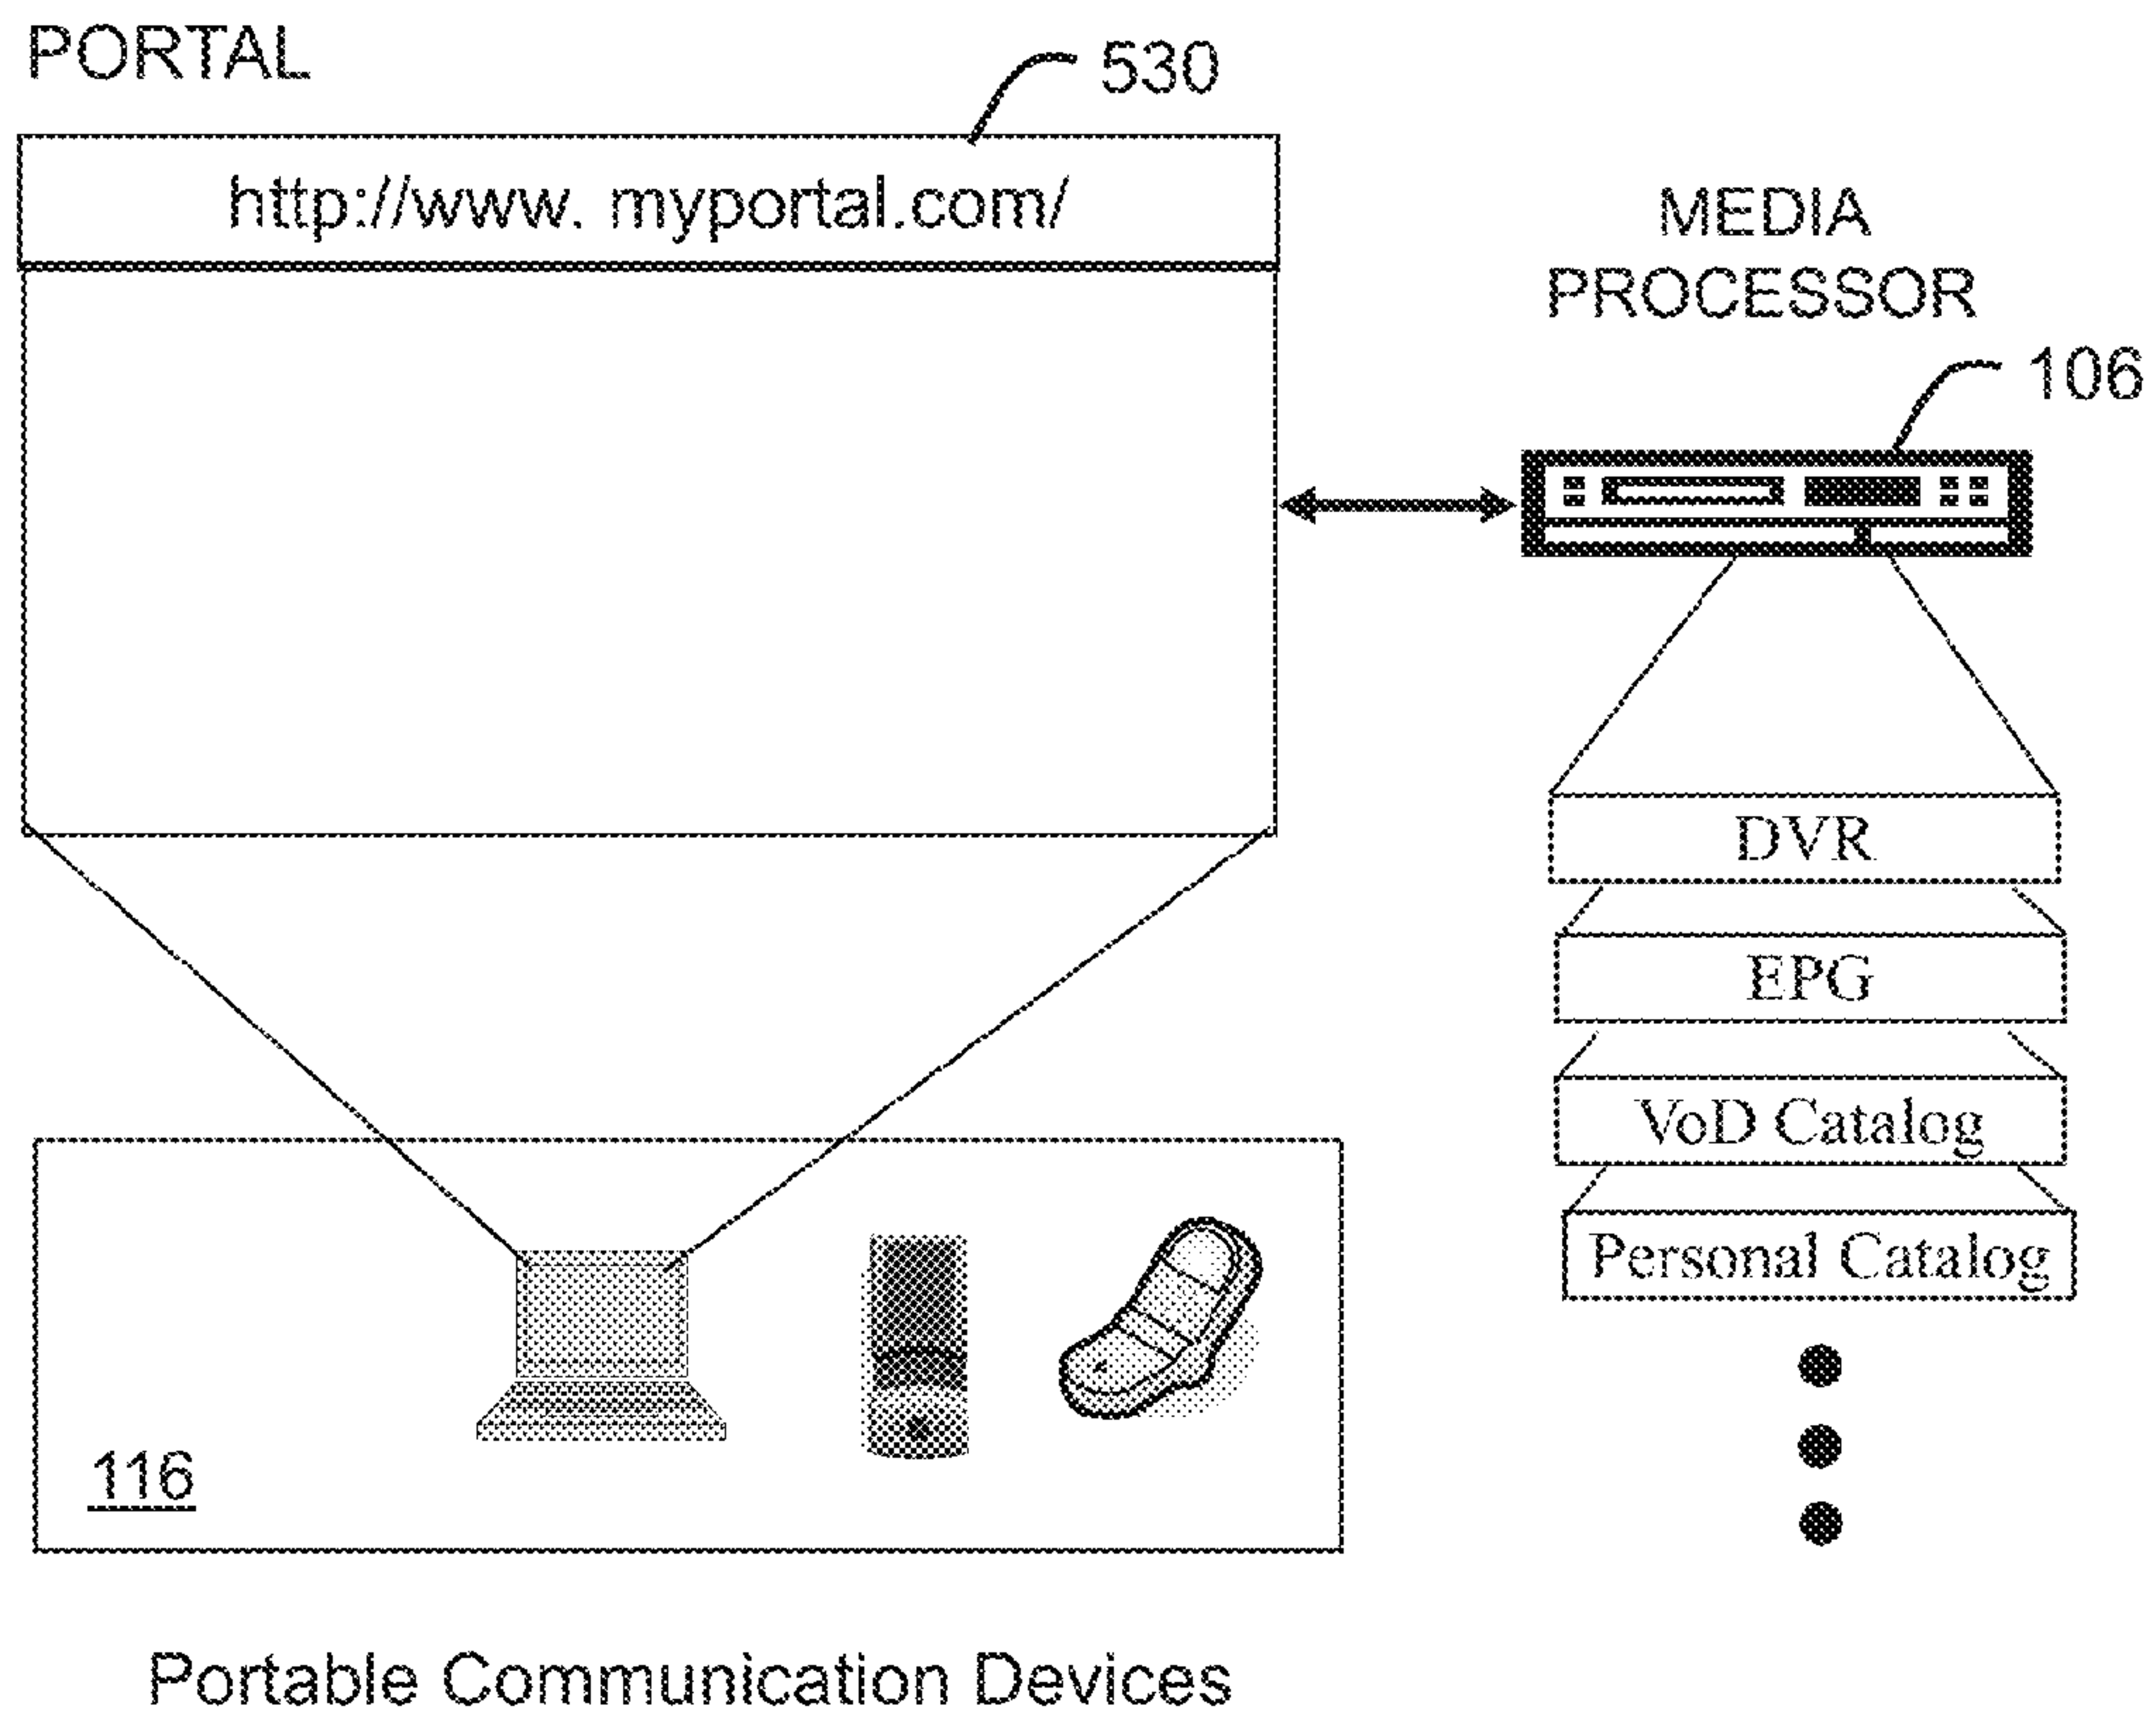 PORTAL
530
http://www. myportal.com/
MEDIA
PROCESSOR
106
DVR
EPG
VoD Catalog
Personal Catalog
116
Portable Communication Devices